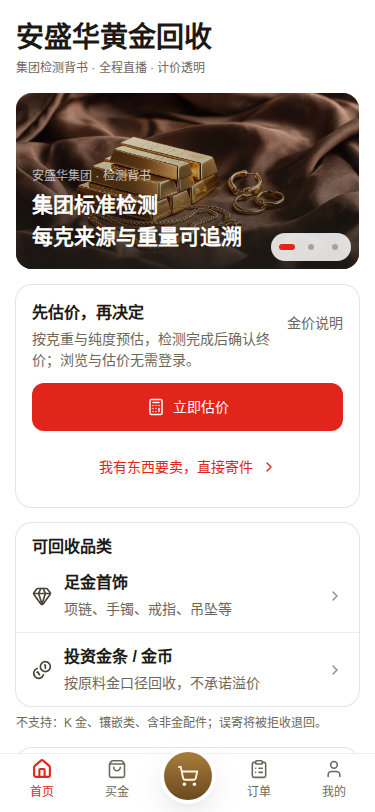 安盛华黄金回收
集团检测背书 · 全程直播 · 计价透明
安盛华集团 · 检测背书
集团标准检测
每克来源与重量可追溯
先估价，再决定
金价说明
按克重与纯度预估，检测完成后确认终
价；浏览与估价无需登录。
立即估价
我有东西要卖，直接寄件
可回收品类
足金首饰
项链、手镯、戒指、吊坠等
投资金条 / 金币
按原料金口径回收，不承诺溢价
不支持：K 金、镶嵌类、含非金配件；误寄将被拒收退回。
首页
买金
订单
我的